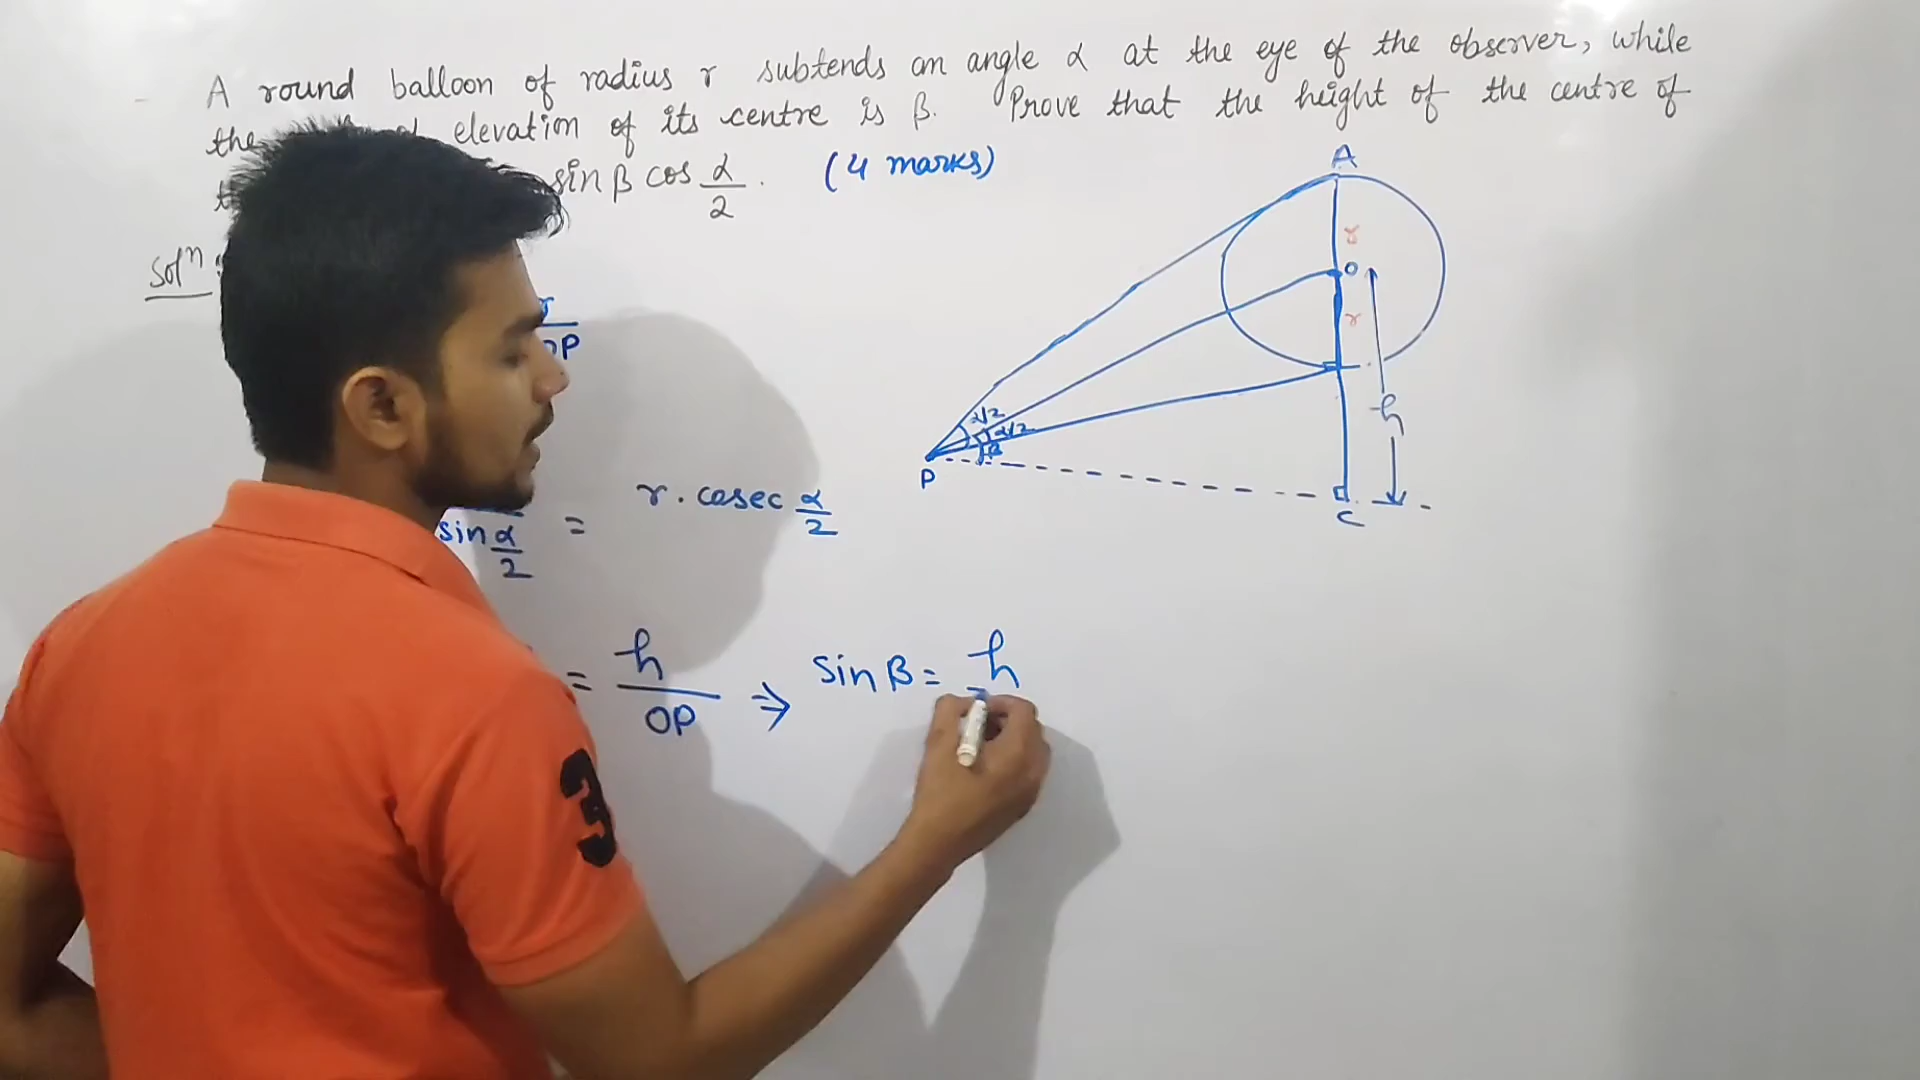 A round balloon of radius r subtends an angle α at the eye of the observer, while
the elevation of its centre is β. Prove that the height of the centre of
sin β cos α/2 . (4 marks)
Solⁿ
A
r
O
r
h
α/2
α/2
β
P
C
r
OP
sin α/2 = r . cosec α/2
= h/OP ⇒ sin β = h
3